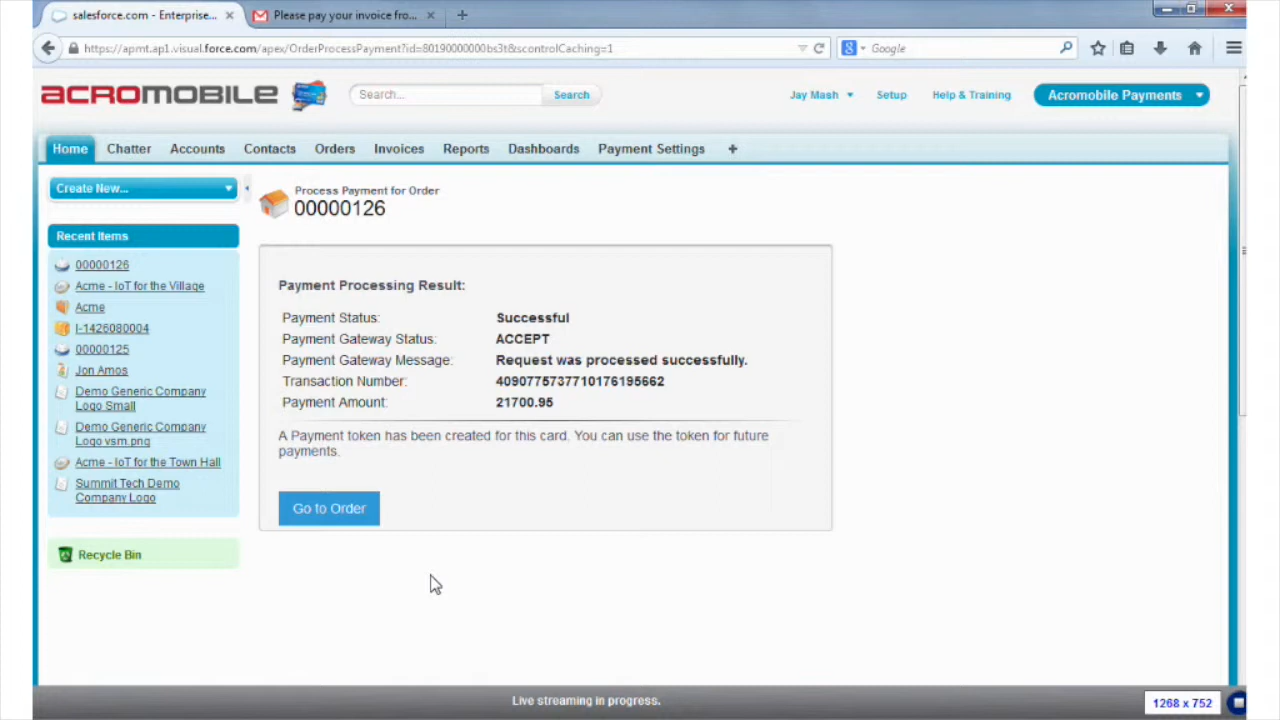 salesforce.com - Enterprise...
Please pay your invoice fro...
https://apmt.ap1.visual.force.com/apex/OrderProcessPayment?id=80190000000bs3t&scontrolCaching=1
Google
ACROMOBILE
Search...
Search
Jay Mash
Setup
Help & Training
Acromobile Payments
Home
Chatter
Accounts
Contacts
Orders
Invoices
Reports
Dashboards
Payment Settings
Create New...
Process Payment for Order
00000126
Recent Items
00000126
Acme - IoT for the Village
Acme
I-1426080004
00000125
Jon Amos
Demo Generic Company
Logo Small
Demo Generic Company
Logo vsm.png
Acme - IoT for the Town Hall
Summit Tech Demo
Company Logo
Recycle Bin
Payment Processing Result:
Payment Status: Successful
Payment Gateway Status: ACCEPT
Payment Gateway Message: Request was processed successfully.
Transaction Number: 4090775737710176195662
Payment Amount: 21700.95
A Payment token has been created for this card. You can use the token for future
payments.
Go to Order
Live streaming in progress.
1268 x 752